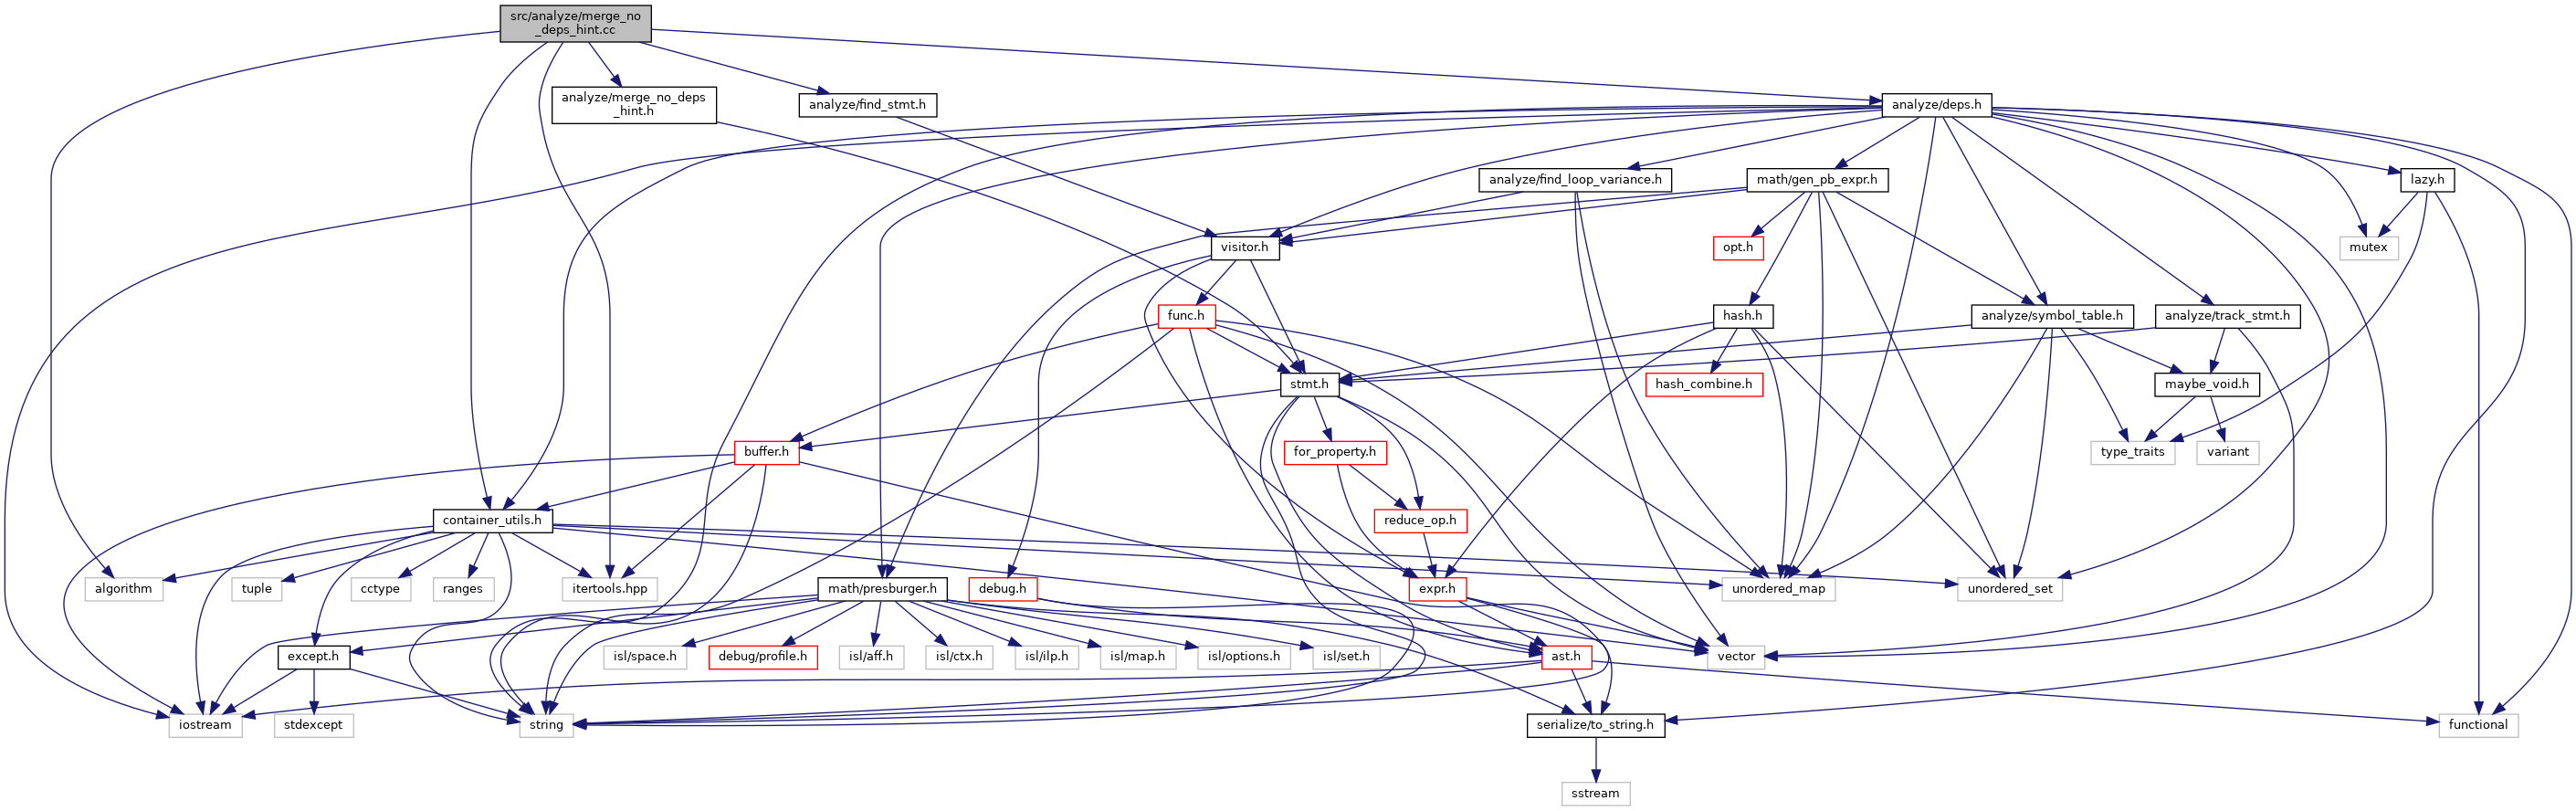 src/analyze/merge_no
_deps_hint.cc
analyze/merge_no_deps
_hint.h
analyze/find_stmt.h
analyze/deps.h
analyze/find_loop_variance.h
math/gen_pb_expr.h
lazy.h
visitor.h
opt.h
mutex
func.h
hash.h
analyze/symbol_table.h
analyze/track_stmt.h
stmt.h
hash_combine.h
maybe_void.h
buffer.h
for_property.h
type_traits
variant
container_utils.h
reduce_op.h
algorithm
tuple
cctype
ranges
itertools.hpp
math/presburger.h
debug.h
expr.h
unordered_map
unordered_set
except.h
isl/space.h
debug/profile.h
isl/aff.h
isl/ctx.h
isl/ilp.h
isl/map.h
isl/options.h
isl/set.h
ast.h
vector
iostream
stdexcept
string
serialize/to_string.h
functional
sstream